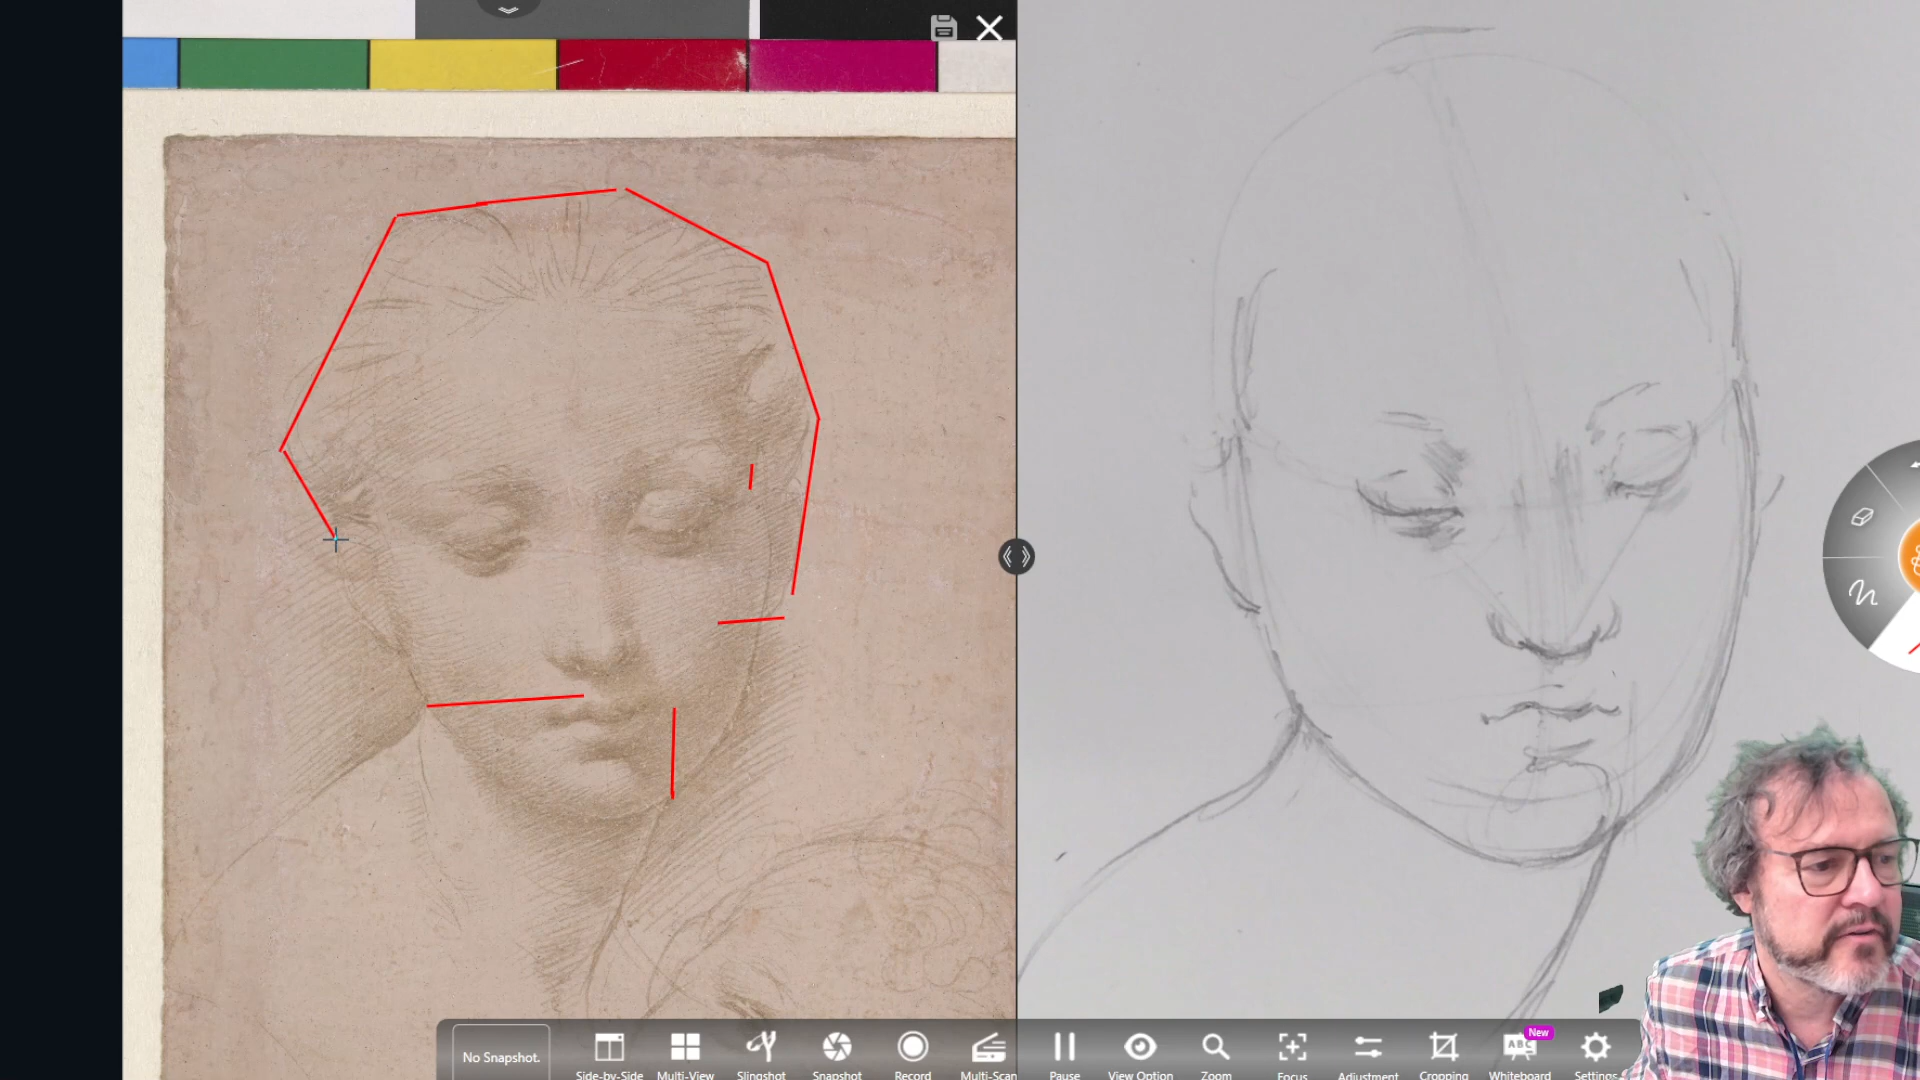 New
ABC
No Snapshot.
Side-by-Side Multi-View Slingshot Snapshot Record Multi-Scan Pause View Option Zoom Focus Adjustment Cropping Whiteboard Settings